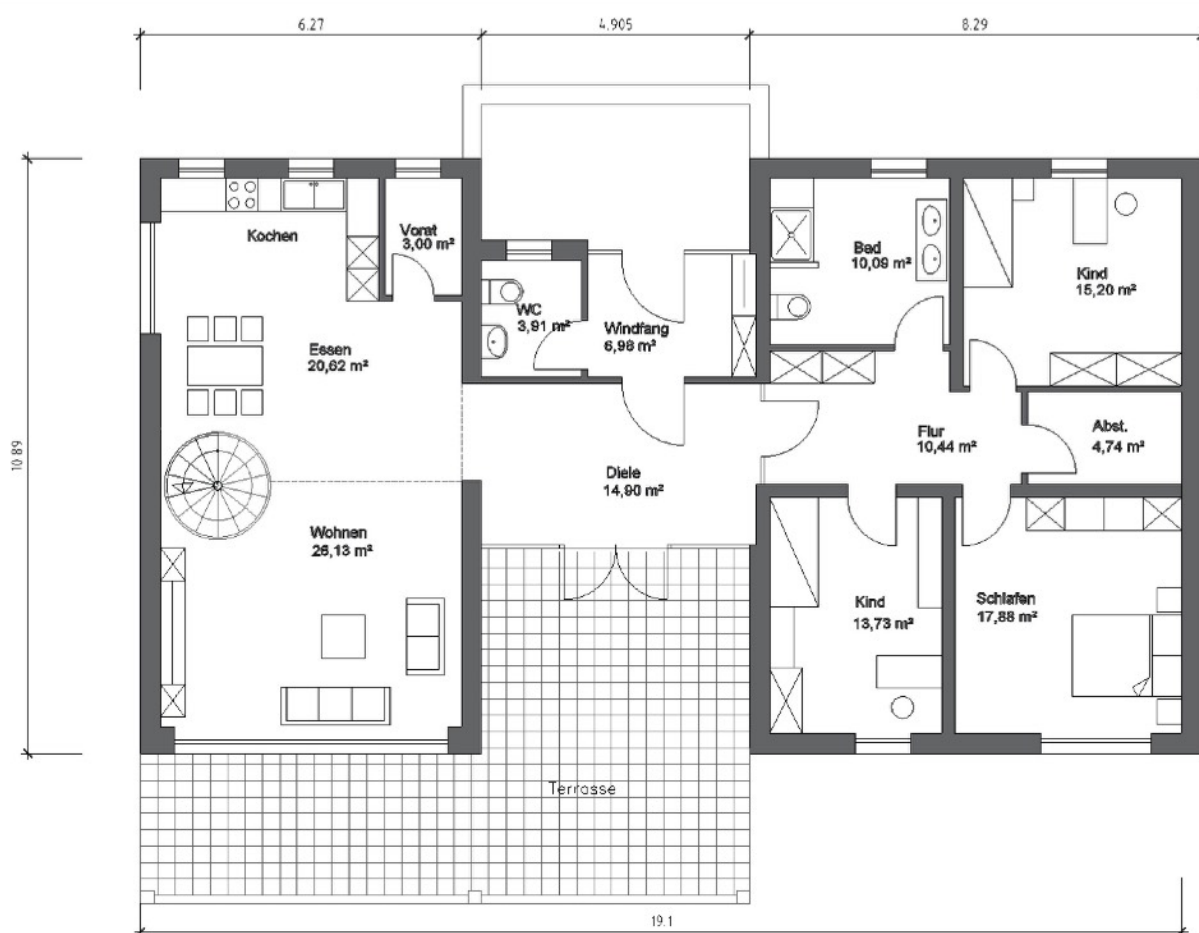 6.27
4.905
8.29
10.89
Kochen
Vorat
3,00 m²
WC
3,91 m²
Windfang
6,98 m²
Bad
10,09 m²
Kind
15,20 m²
Essen
20,62 m²
Diele
14,90 m²
Flur
10,44 m²
Abst.
4,74 m²
Wohnen
26,13 m²
Kind
13,73 m²
Schlafen
17,88 m²
Terrasse
19.1